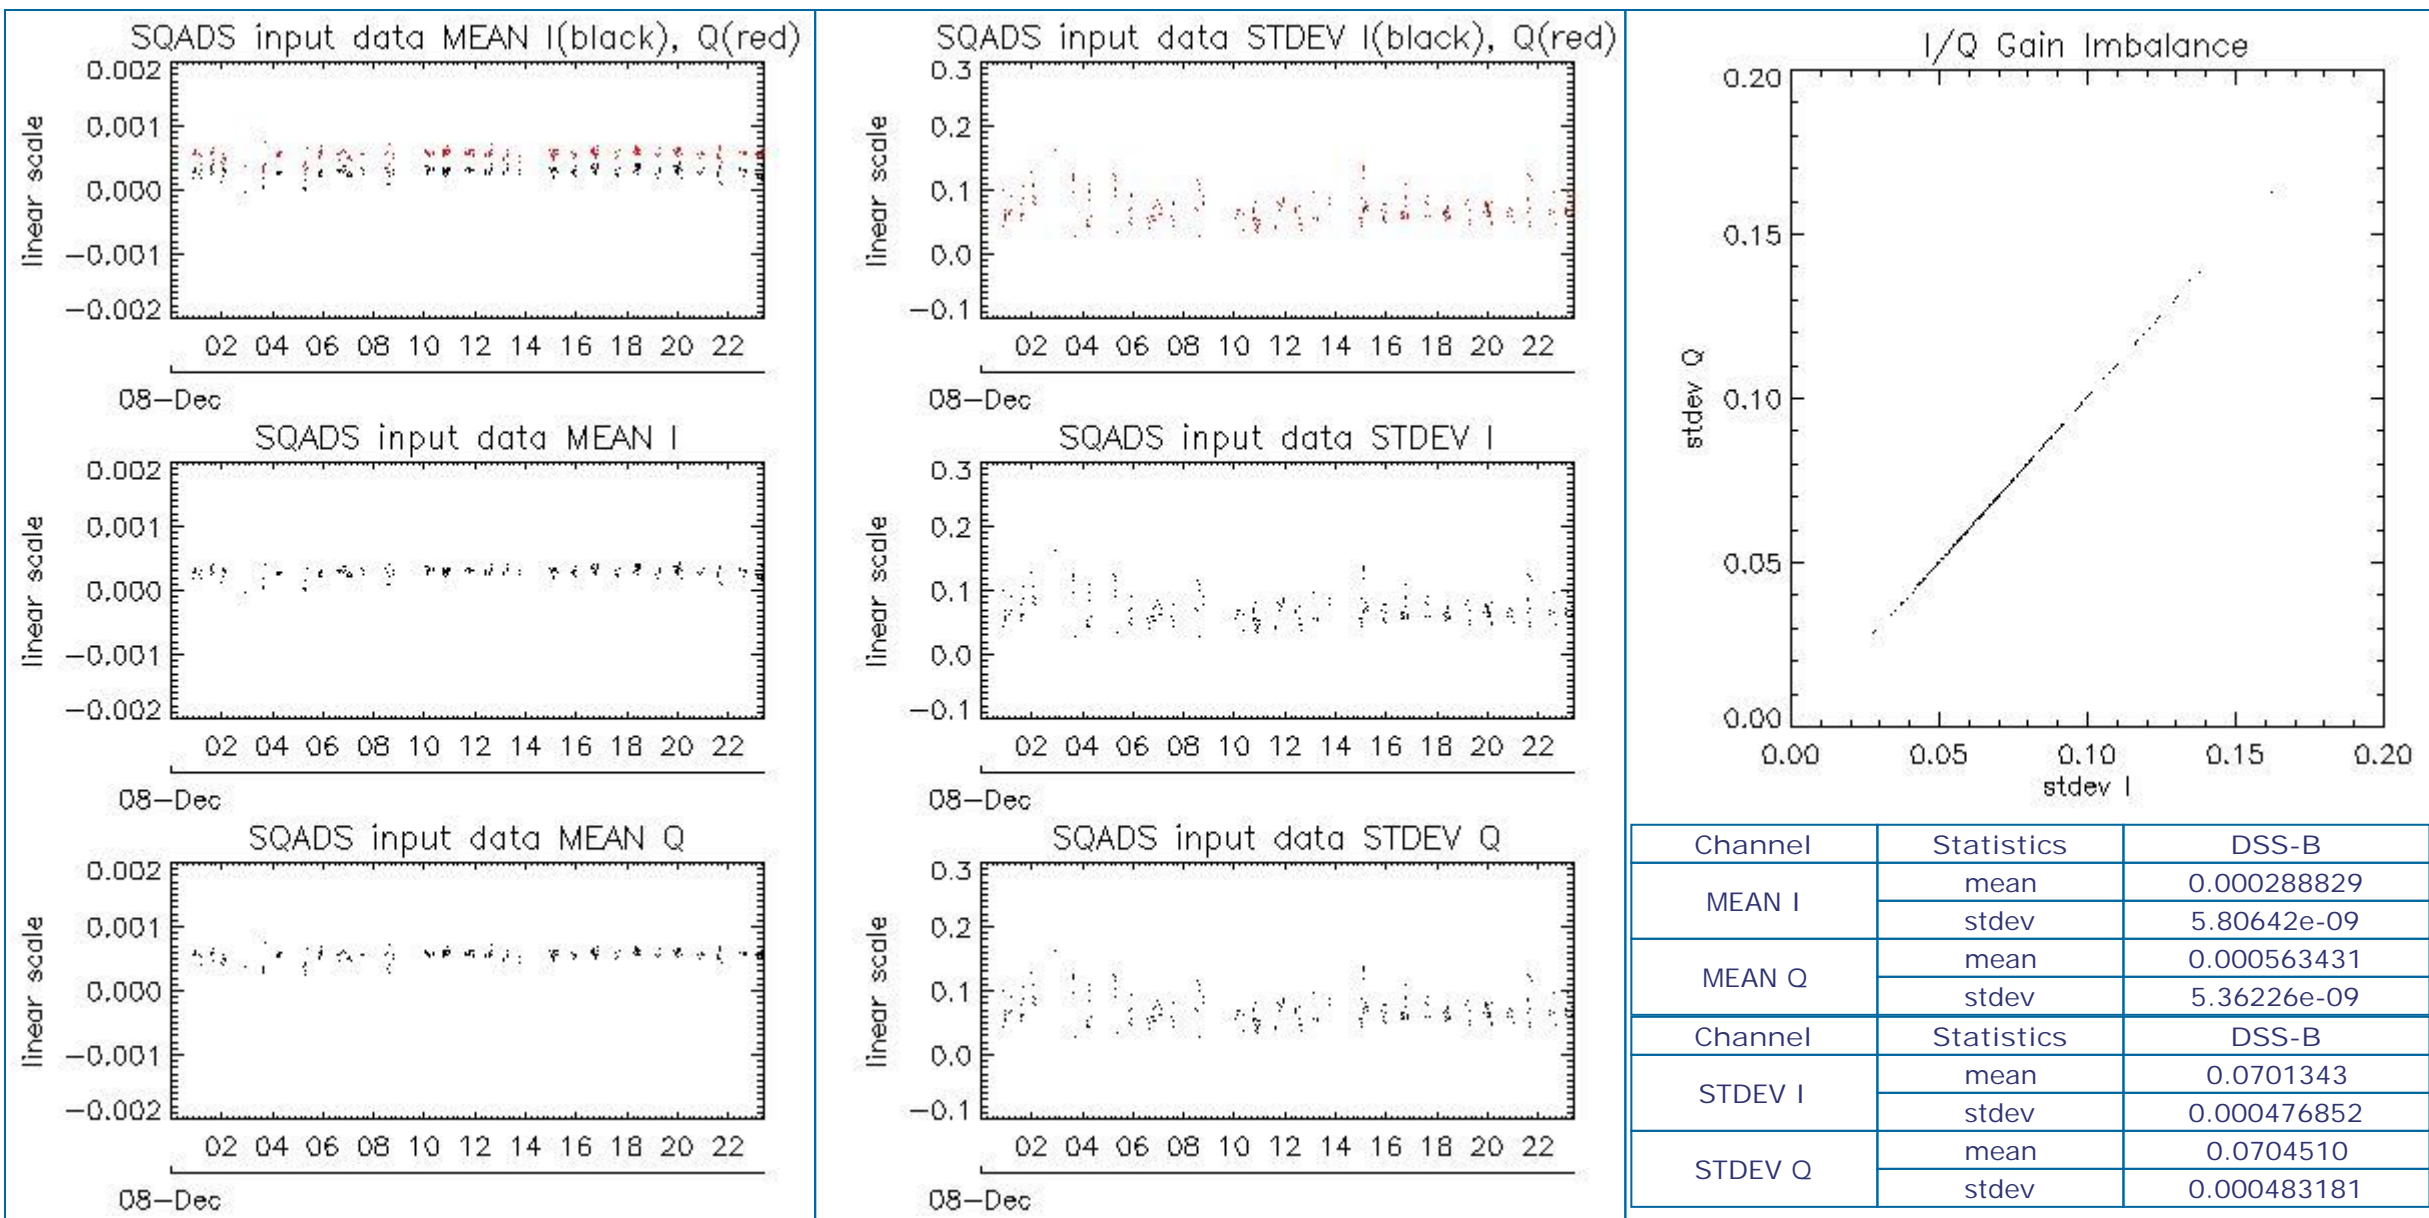 SQADS input data MEAN I(black), Q(red)
0.002
0.001
0.000
-0.001
-0.002
linear scale
02 04 06 08 10 12 14 16 18 20 22
08-Dec
SQADS input data MEAN I
0.002
0.001
0.000
-0.001
-0.002
linear scale
02 04 06 08 10 12 14 16 18 20 22
08-Dec
SQADS input data MEAN Q
0.002
0.001
0.000
-0.001
-0.002
linear scale
02 04 06 08 10 12 14 16 18 20 22
08-Dec
SQADS input data STDEV I(black), Q(red)
0.3
0.2
0.1
0.0
-0.1
linear scale
02 04 06 08 10 12 14 16 18 20 22
08-Dec
SQADS input data STDEV I
0.3
0.2
0.1
0.0
-0.1
linear scale
02 04 06 08 10 12 14 16 18 20 22
08-Dec
SQADS input data STDEV Q
0.3
0.2
0.1
0.0
-0.1
linear scale
02 04 06 08 10 12 14 16 18 20 22
08-Dec
I/Q Gain Imbalance
0.20
0.15
0.10
0.05
0.00
stdev Q
0.00 0.05 0.10 0.15 0.20
stdev I
Channel Statistics DSS-B
MEAN I mean 0.000288829
stdev 5.80642e-09
MEAN Q mean 0.000563431
stdev 5.36226e-09
Channel Statistics DSS-B
STDEV I mean 0.0701343
stdev 0.000476852
STDEV Q mean 0.0704510
stdev 0.000483181